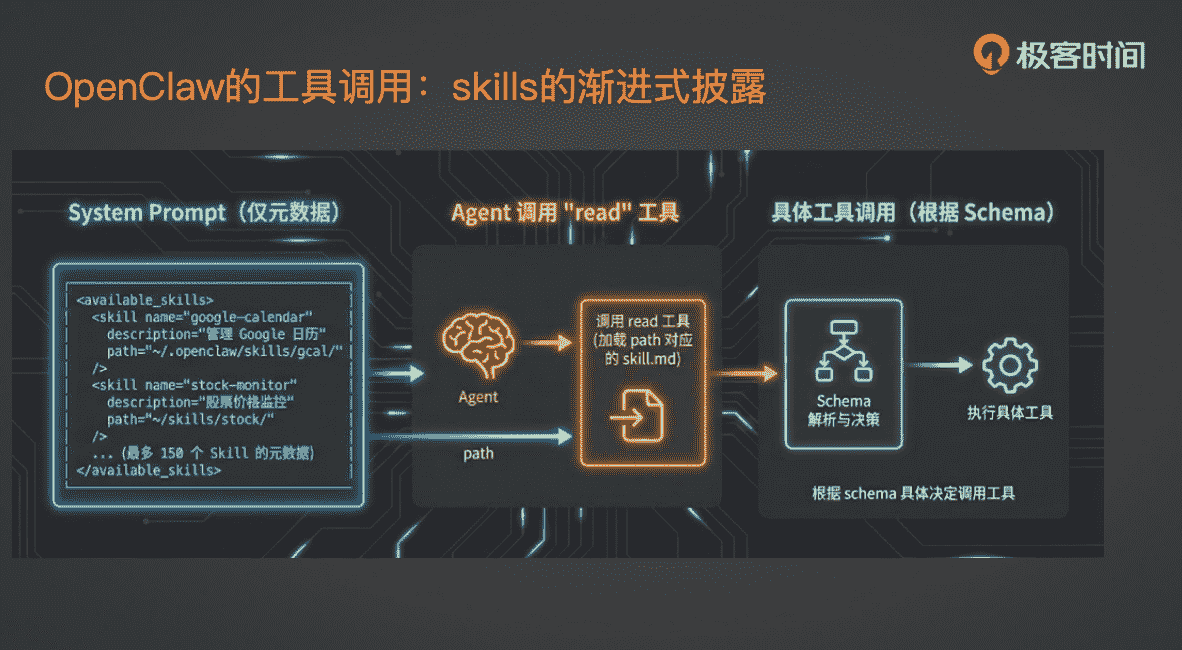 极客时间
OpenClaw的工具调用：skills的渐进式披露
System Prompt（仅元数据）
<available_skills>
<skill name="google-calendar"
description="管理 Google 日历"
path="~/.openclaw/skills/gcal/"
/>
<skill name="stock-monitor"
description="股票价格监控"
path="~/skills/stock/"
/>
... (最多 150 个 Skill 的元数据)
</available_skills>
Agent 调用 "read" 工具
Agent
path
调用 read 工具
(加载 path 对应
的 skill.md)
具体工具调用（根据 Schema）
Schema
解析与决策
执行具体工具
根据 schema 具体决定调用工具